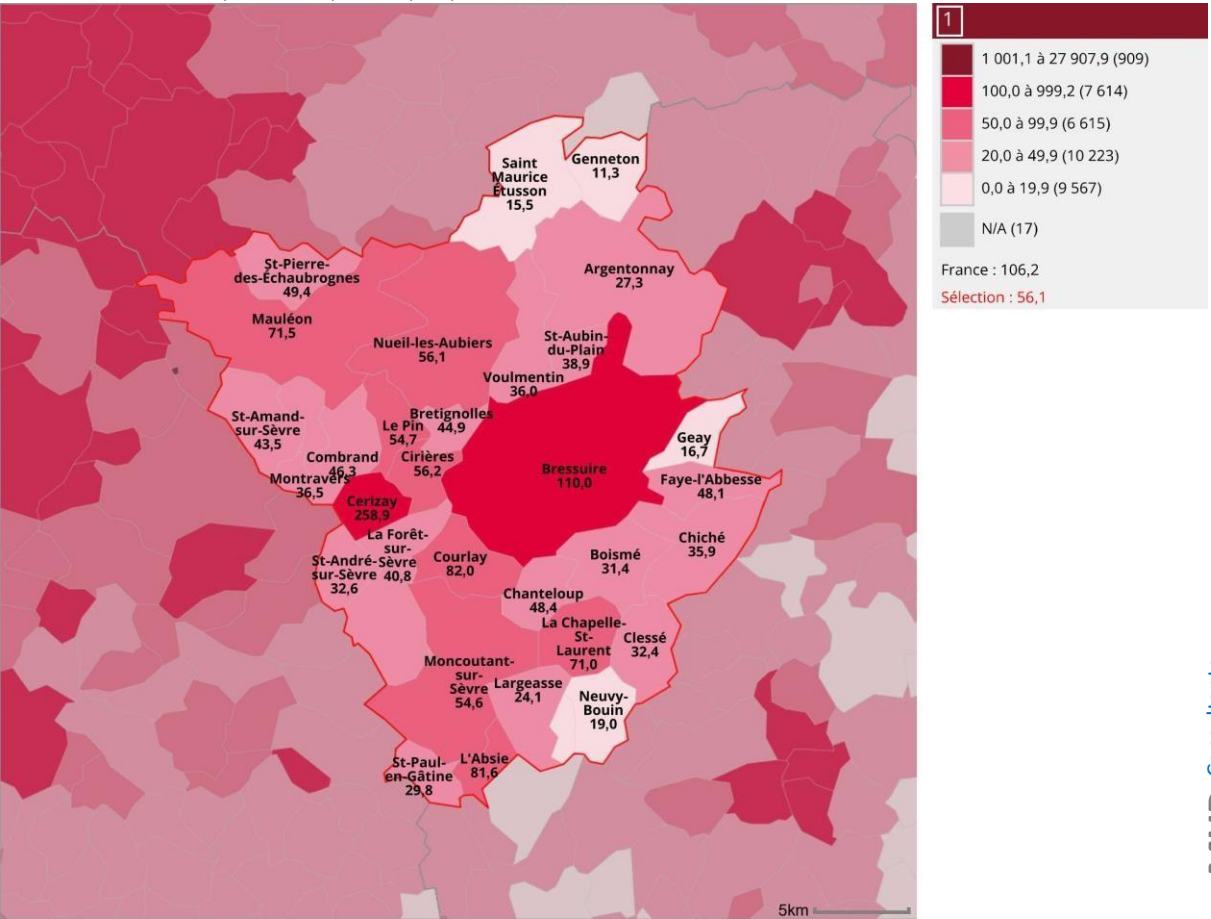 Saint
Maurice
Étusson
15,5
Genneton
11,3
Argentonnay
27,3
St-Pierre-
des-Échaubrognes
49,4
Mauléon
71,5
Nueil-les-Aubiers
56,1
St-Aubin-
du-Plain
38,9
Voulmentin
36,0
St-Amand-
sur-Sèvre
43,5
Bretignolles
44,9
Le Pin
54,7
Combrand
46,3
Cirières
56,2
Montravers
36,5
Cerizay
258,9
Bressuire
110,0
Geay
16,7
Faye-l'Abbesse
48,1
Chiché
35,9
La Forêt-
sur-
Sèvre
40,8
St-André-
sur-Sèvre
32,6
Courlay
82,0
Boismé
31,4
Chanteloup
48,4
La Chapelle-
St-
Laurent
71,0
Clessé
32,4
Moncoutant-
sur-
Sèvre
54,6
Largeasse
24,1
Neuvy-
Bouin
19,0
St-Paul-
en-Gâtine
29,8
L'Absie
81,6
5km
1
1 001,1 à 27 907,9 (909)
100,0 à 999,2 (7 614)
50,0 à 99,9 (6 615)
20,0 à 49,9 (10 223)
0,0 à 19,9 (9 567)
N/A (17)
France : 106,2
Sélection : 56,1